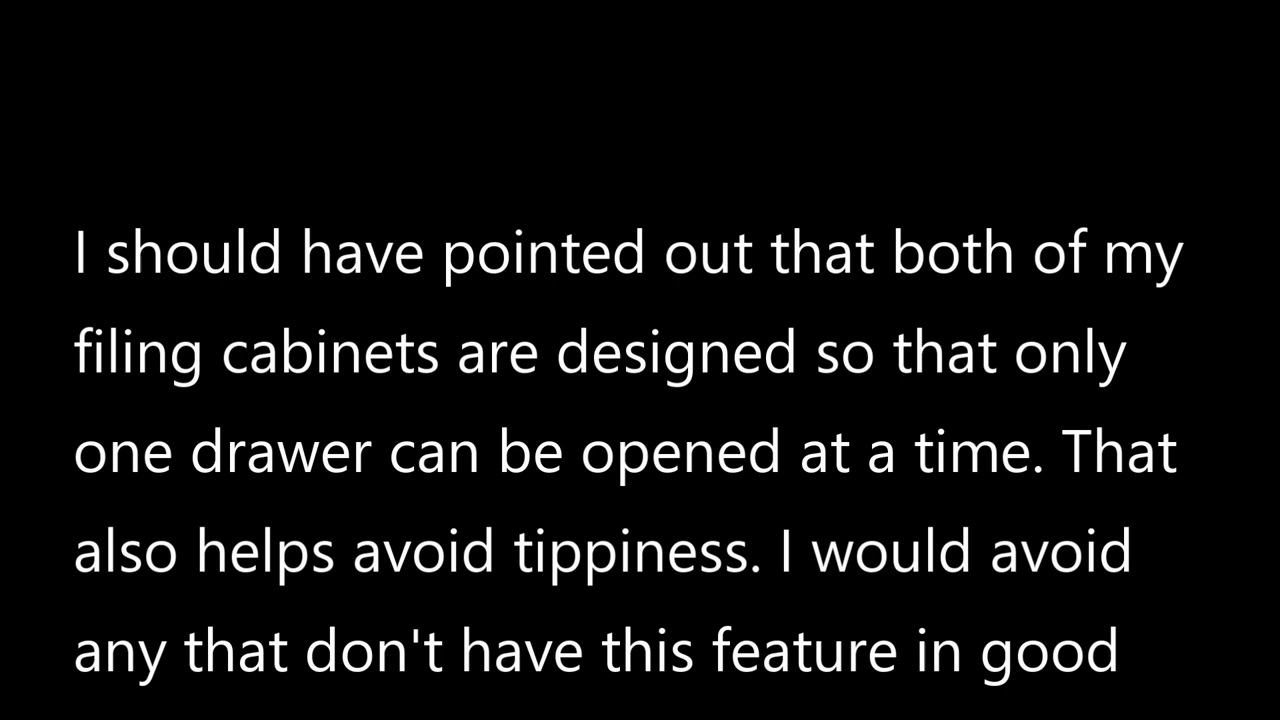 I should have pointed out that both of my
filing cabinets are designed so that only
one drawer can be opened at a time. That
also helps avoid tippiness. I would avoid
any that don't have this feature in good